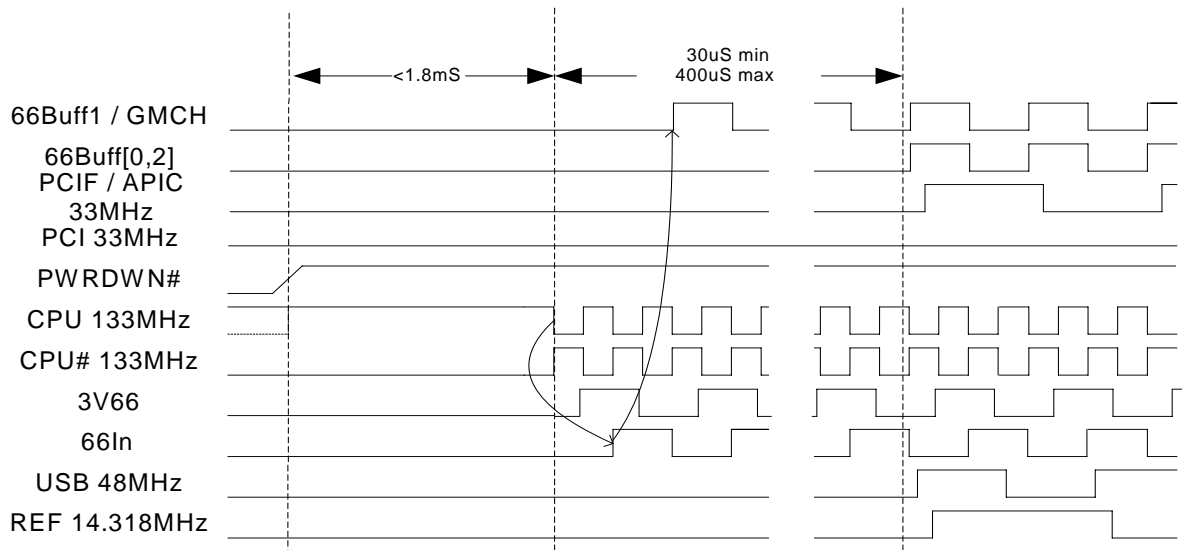 <1.8mS
30uS min
400uS max
66Buff1 / GMCH
66Buff[0,2]
PCIF / APIC
33MHz
PCI 33MHz
PWRDWN#
CPU 133MHz
CPU# 133MHz
3V66
66In
USB 48MHz
REF 14.318MHz